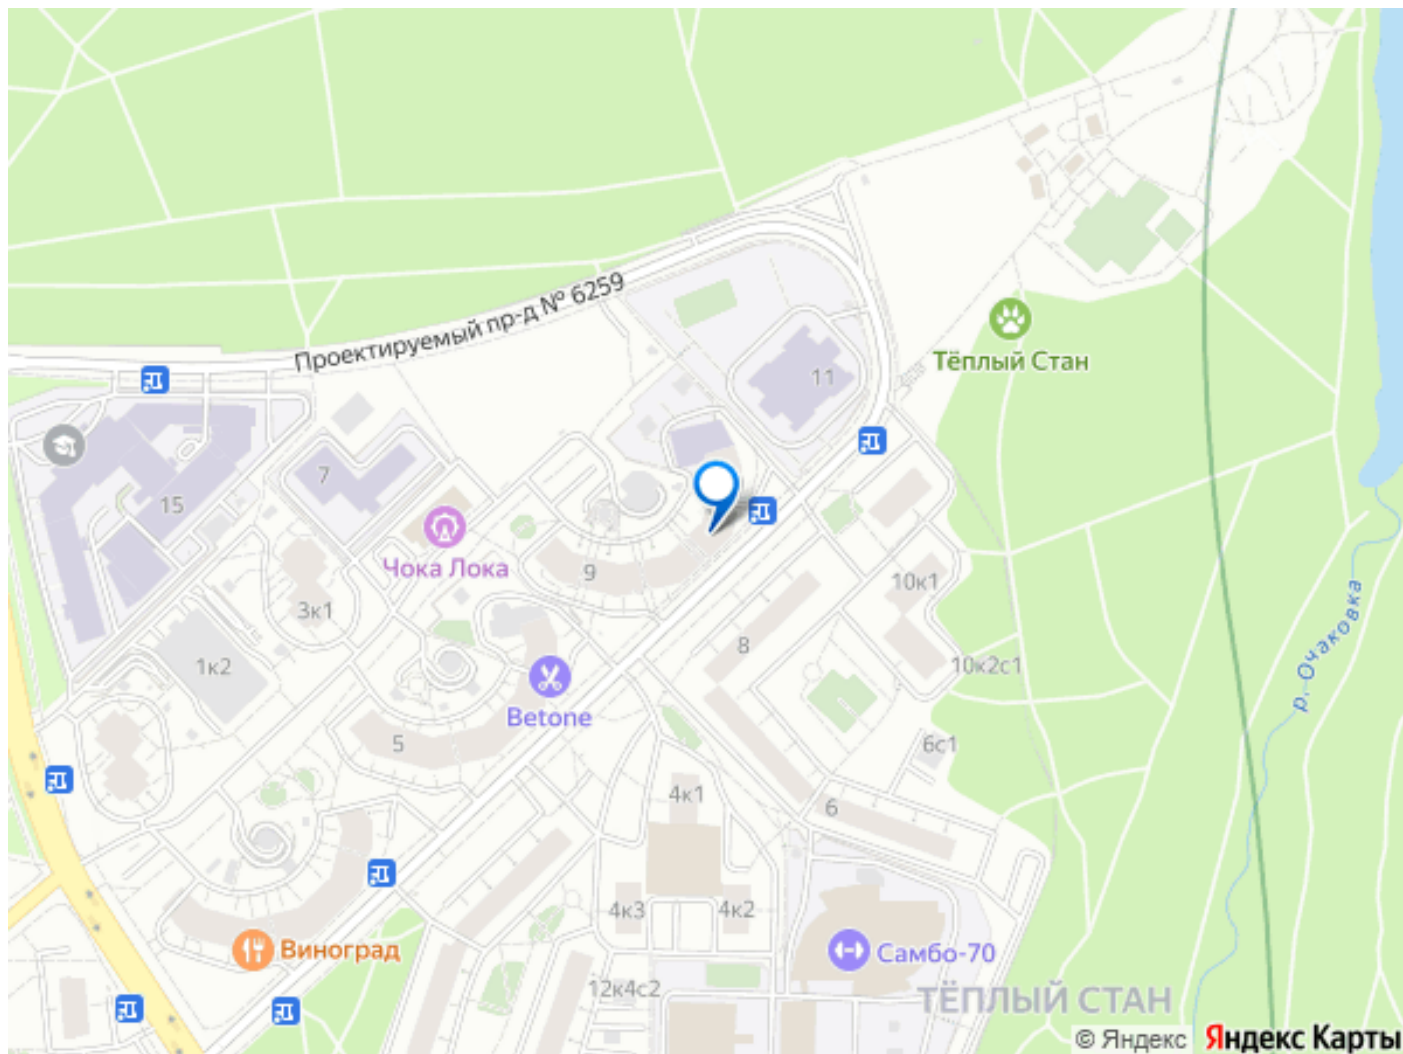 Проектируемый пр-д № 6259
Тёплый Стан
11
7
15
Чока Лока
9
10к1
3к1
8
1к2
10к2с1
р. Очаковка
Betone
5
6с1
4к1
6
4к3
4к2
Виноград
Самбо-70
12к4с2
ТЁПЛЫЙ СТАН
© Яндекс Яндекс Карты